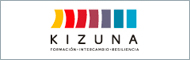 KIZUNA
FORMACIÓN • INTERCAMBIO • RESILIENCIA